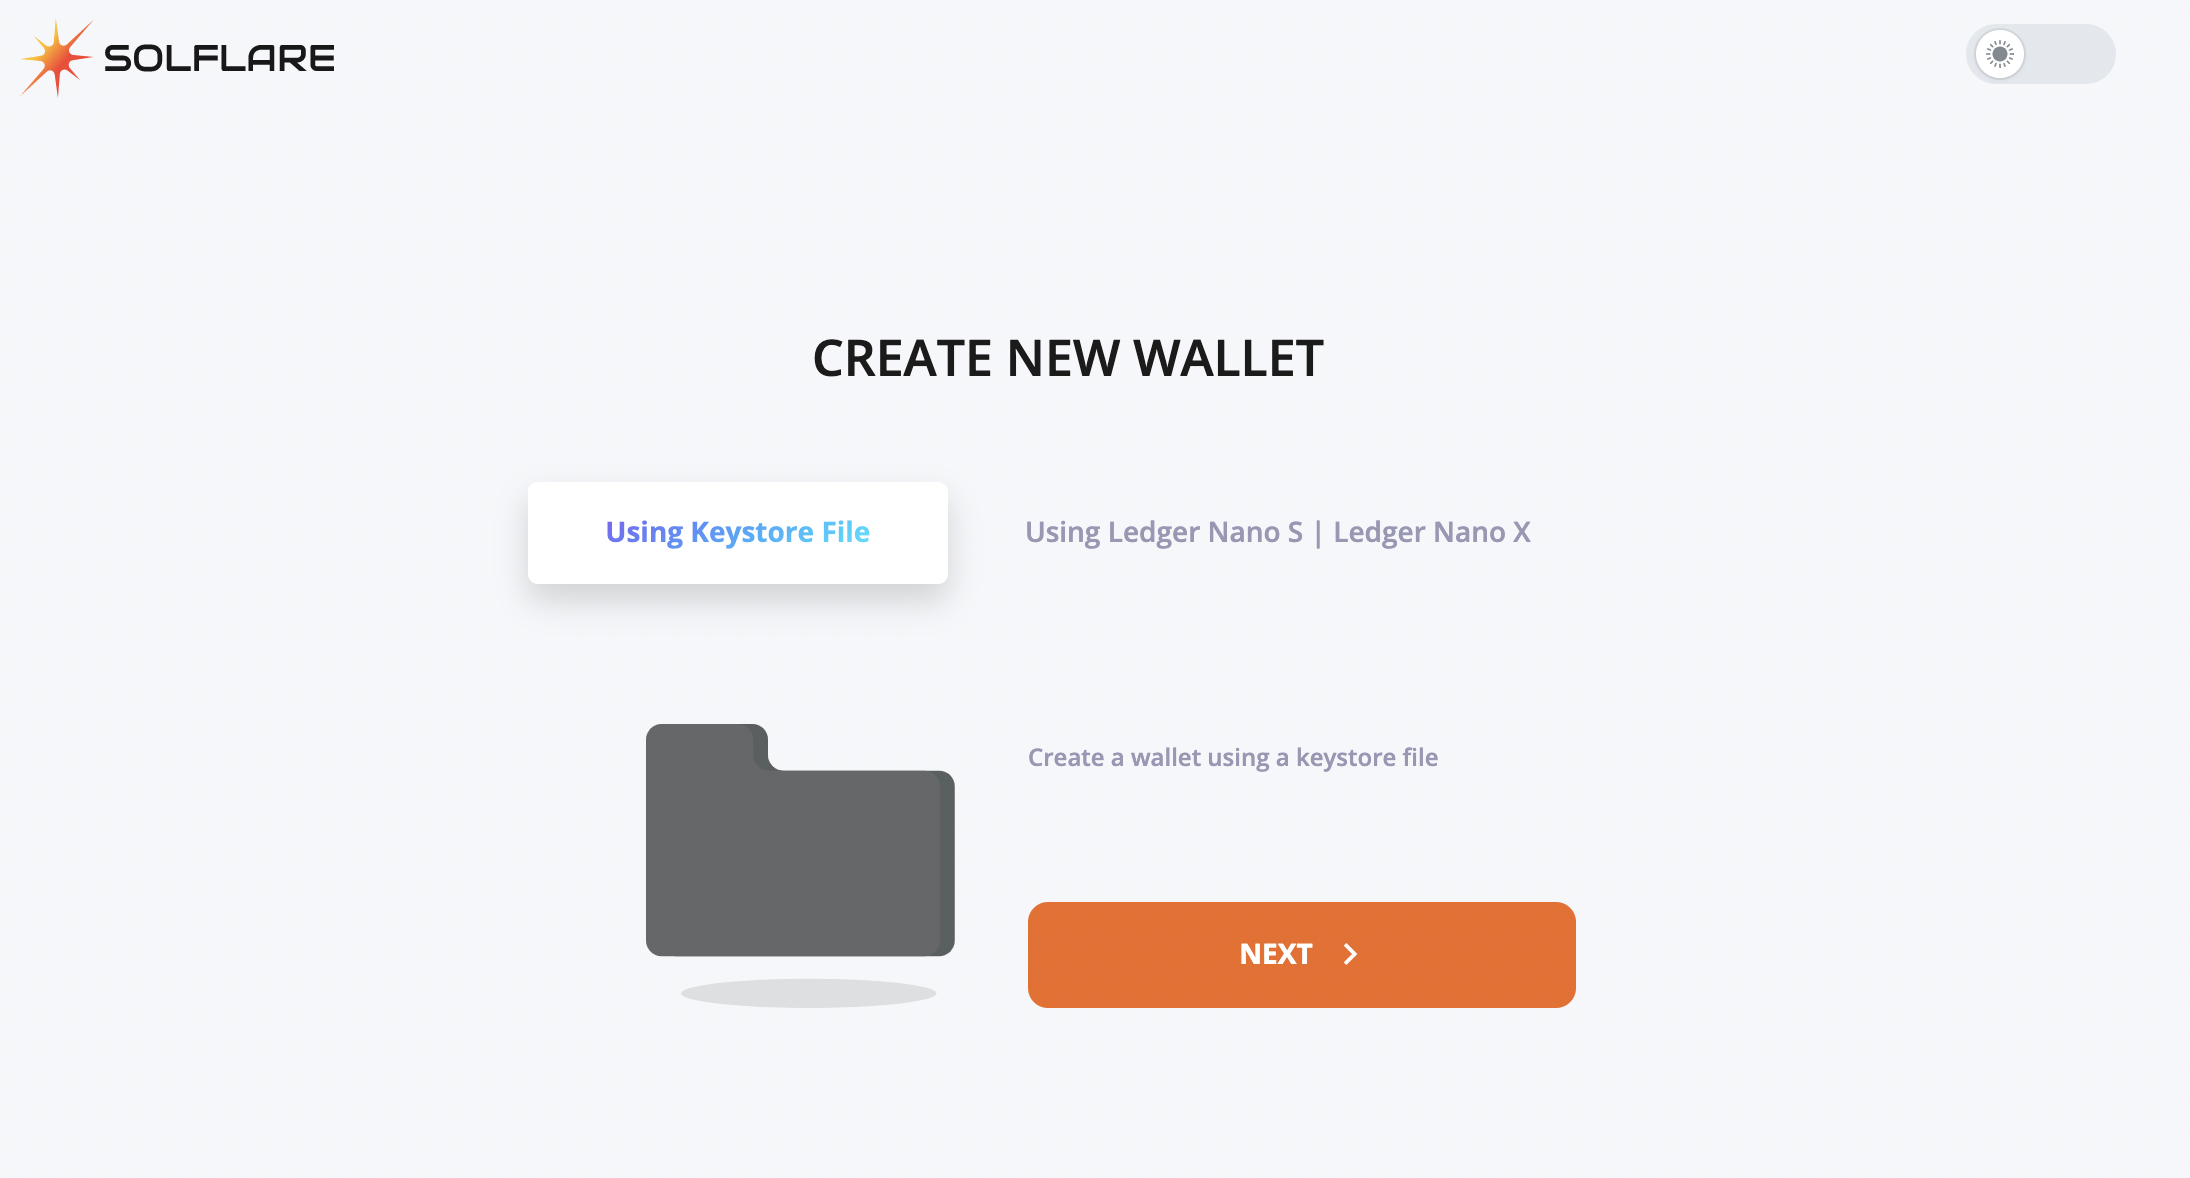 SOLFLARE
CREATE NEW WALLET
Using Keystore File
Using Ledger Nano S | Ledger Nano X
Create a wallet using a keystore file
NEXT